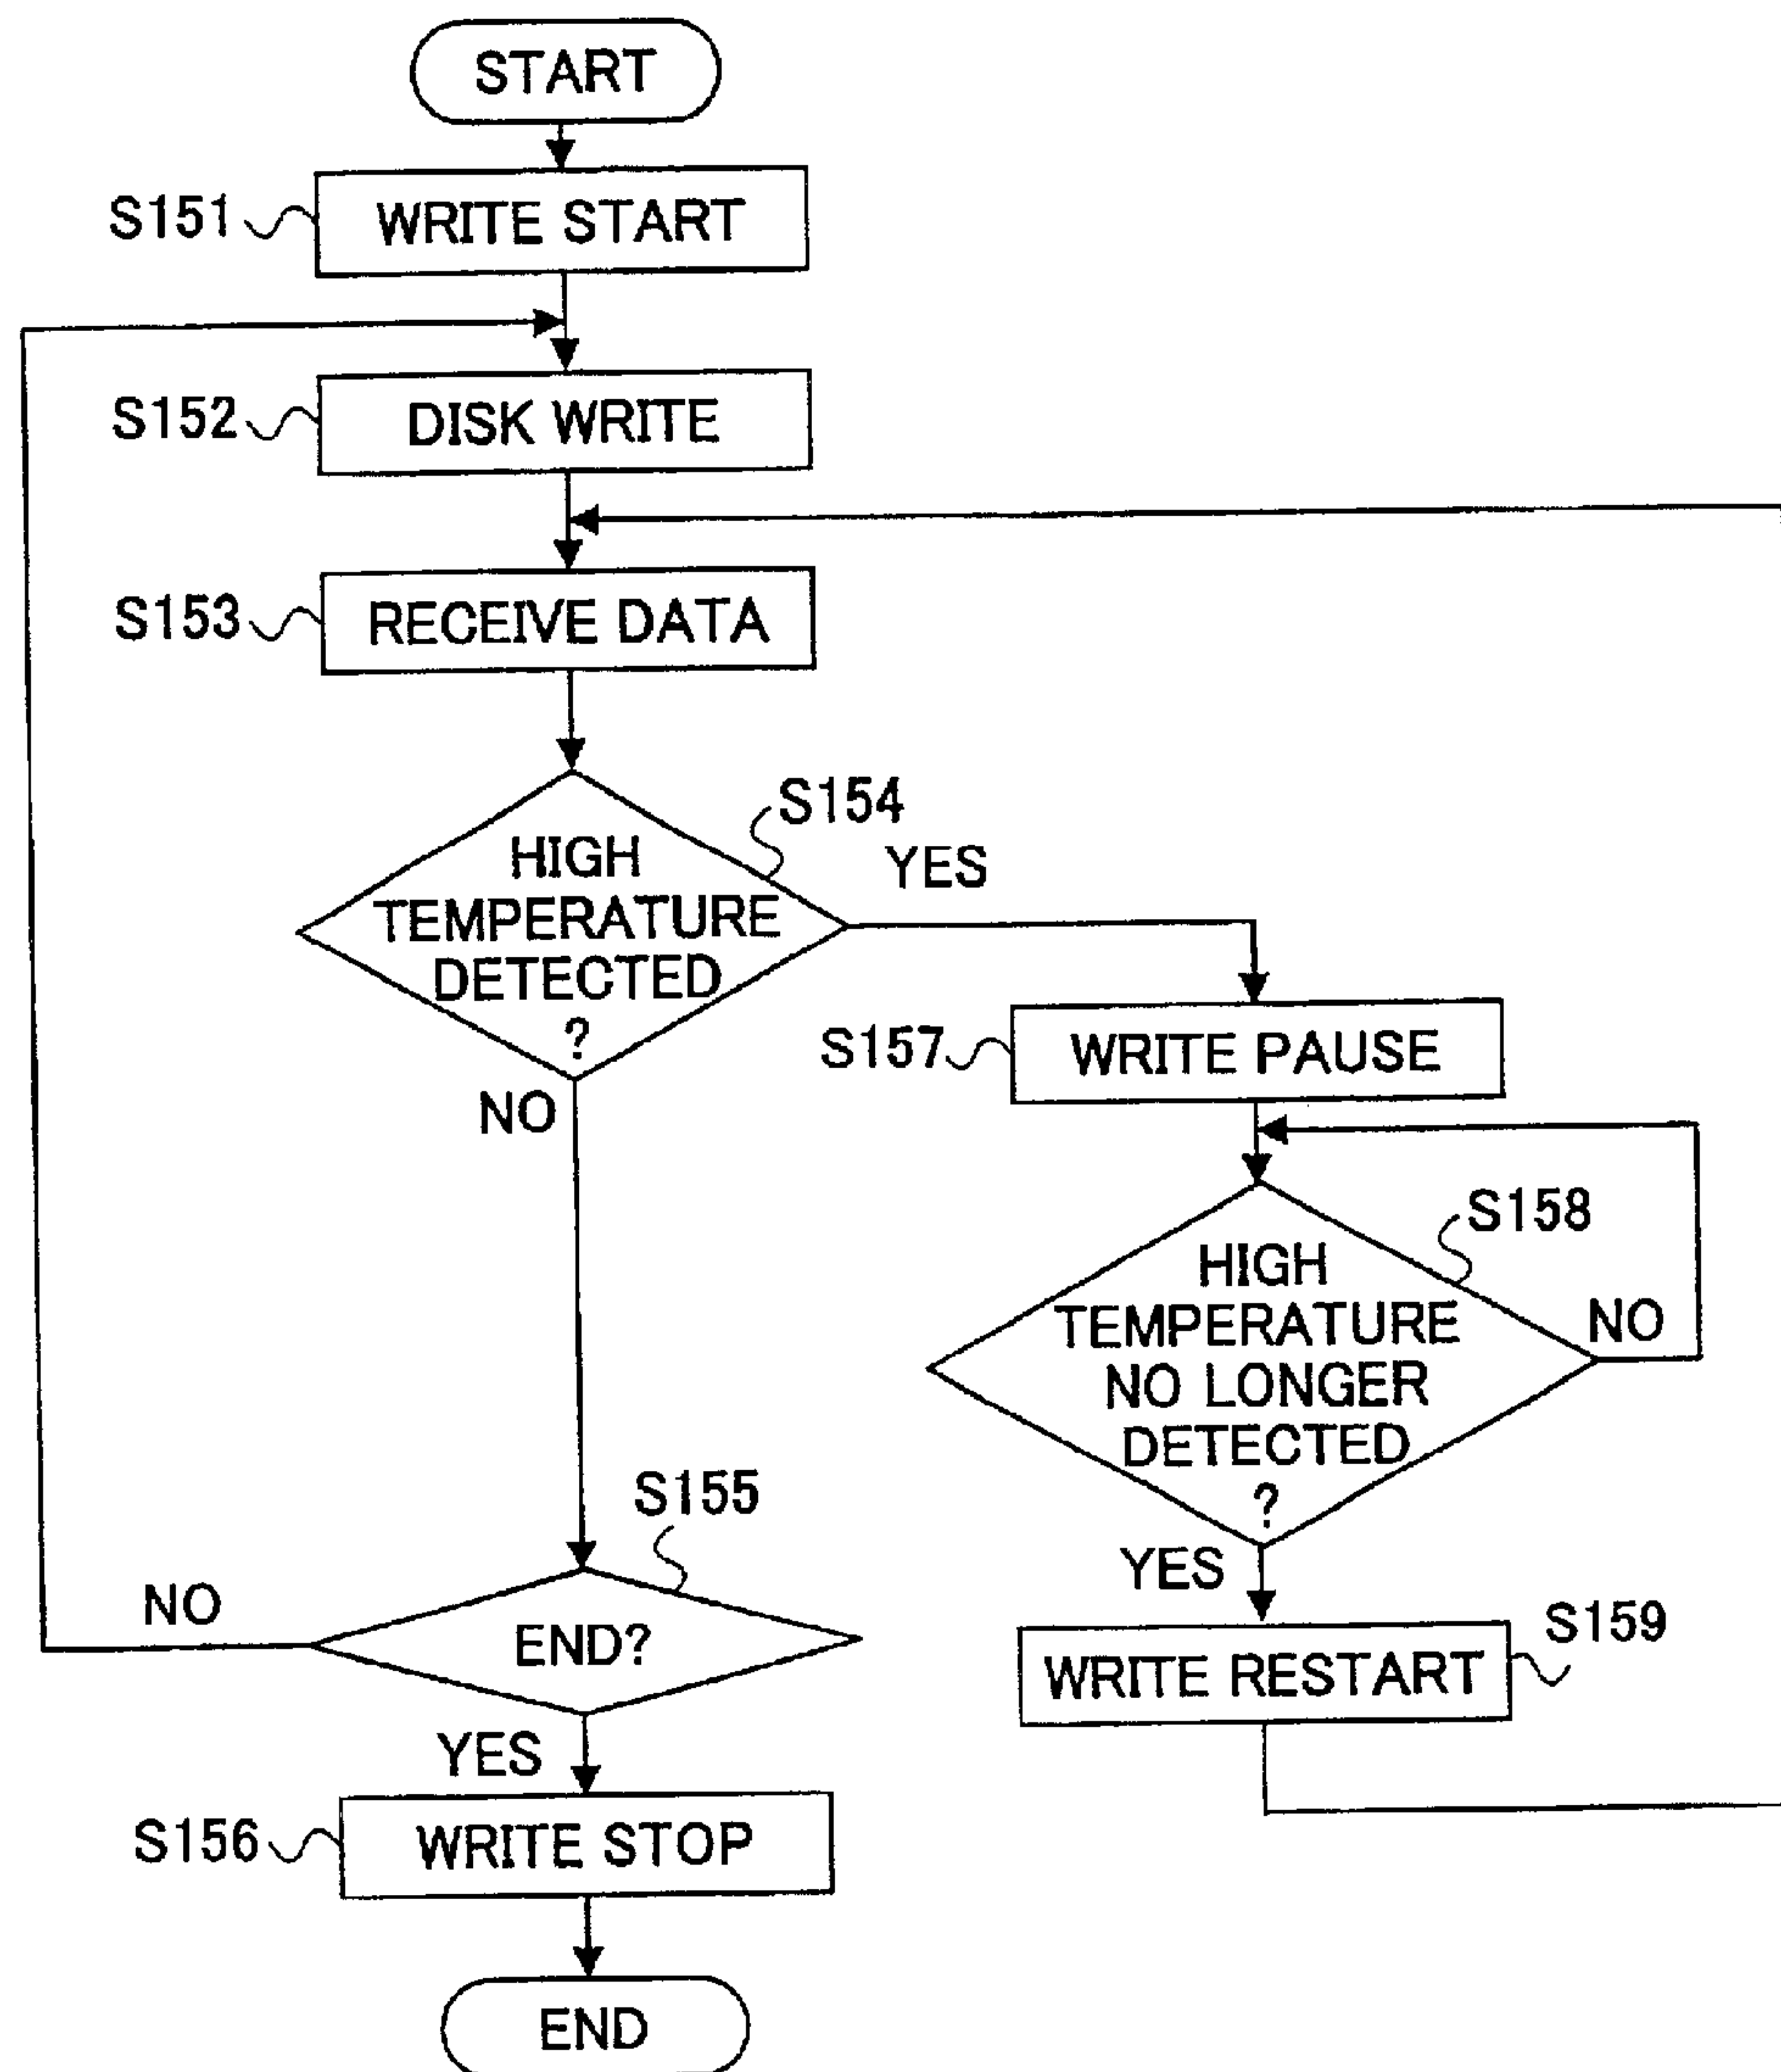 START
S151
WRITE START
S152
DISK WRITE
S153
RECEIVE DATA
S154
HIGH
TEMPERATURE
DETECTED
?
YES
NO
S157
WRITE PAUSE
S158
HIGH
TEMPERATURE
NO LONGER
DETECTED
?
NO
YES
S159
WRITE RESTART
S155
END?
NO
YES
S156
WRITE STOP
END